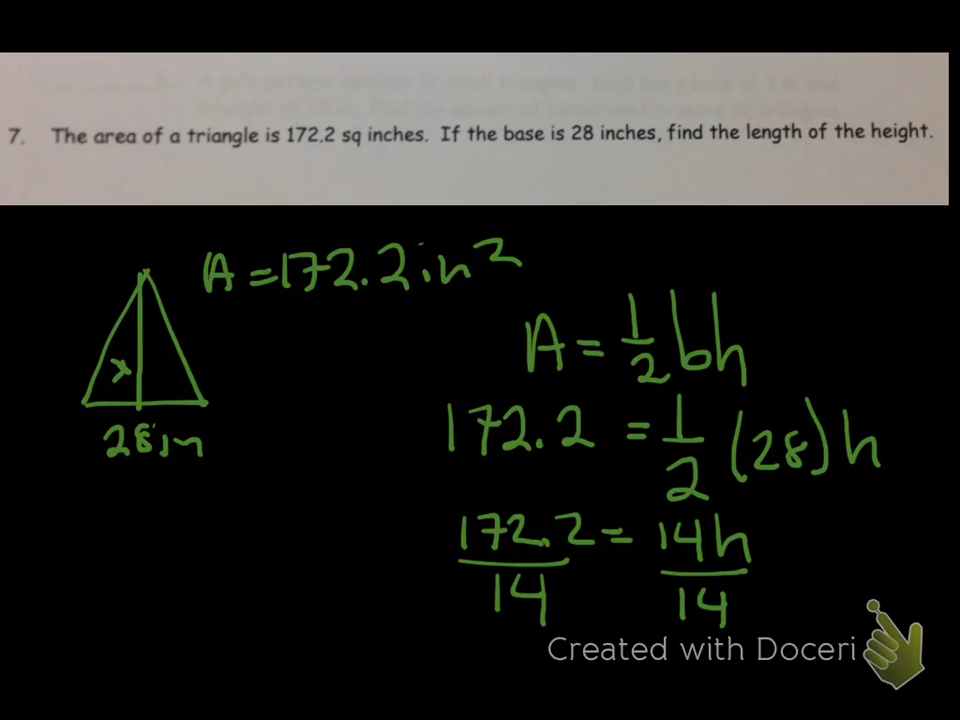 7. The area of a triangle is 172.2 sq inches. If the base is 28 inches, find the length of the height.
A = 172.2 in²
x
28 in
A = 1/2 bh
172.2 = 1/2 (28) h
172.2/14 = 14h/14
Created with Doceri